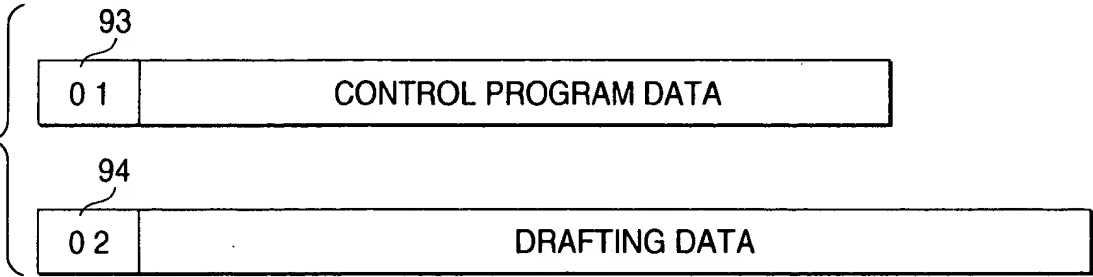 93
0 1 CONTROL PROGRAM DATA
94
0 2 DRAFTING DATA